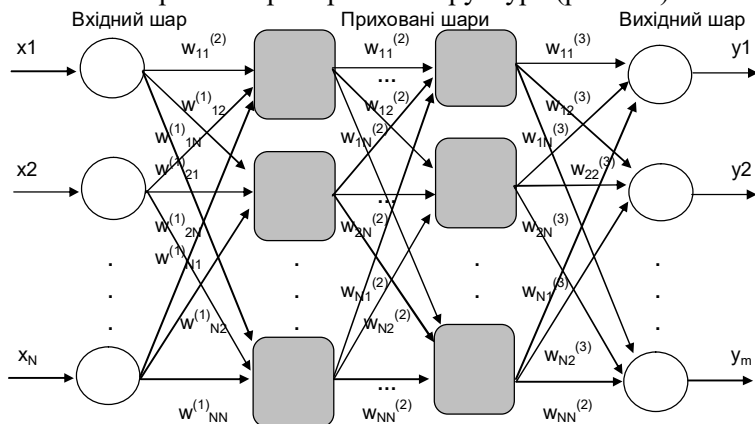 Вхідний шар
Приховані шари
Вихідний шар
x1
w11(2)
w11(2)
...
w11(3)
y1
w(1)12
w12(2)
w12(3)
w(1)1N
w1N(2)
w1N(3)
x2
w(1)21
w22(3)
y2
...
w(1)2N
w2N(2)
w2N(3)
w(1)N1
wN1(2)
wN1(3)
w(1)N2
wN2(2)
wN2(3)
xN
...
ym
w(1)NN
wNN(2)
wNN(2)